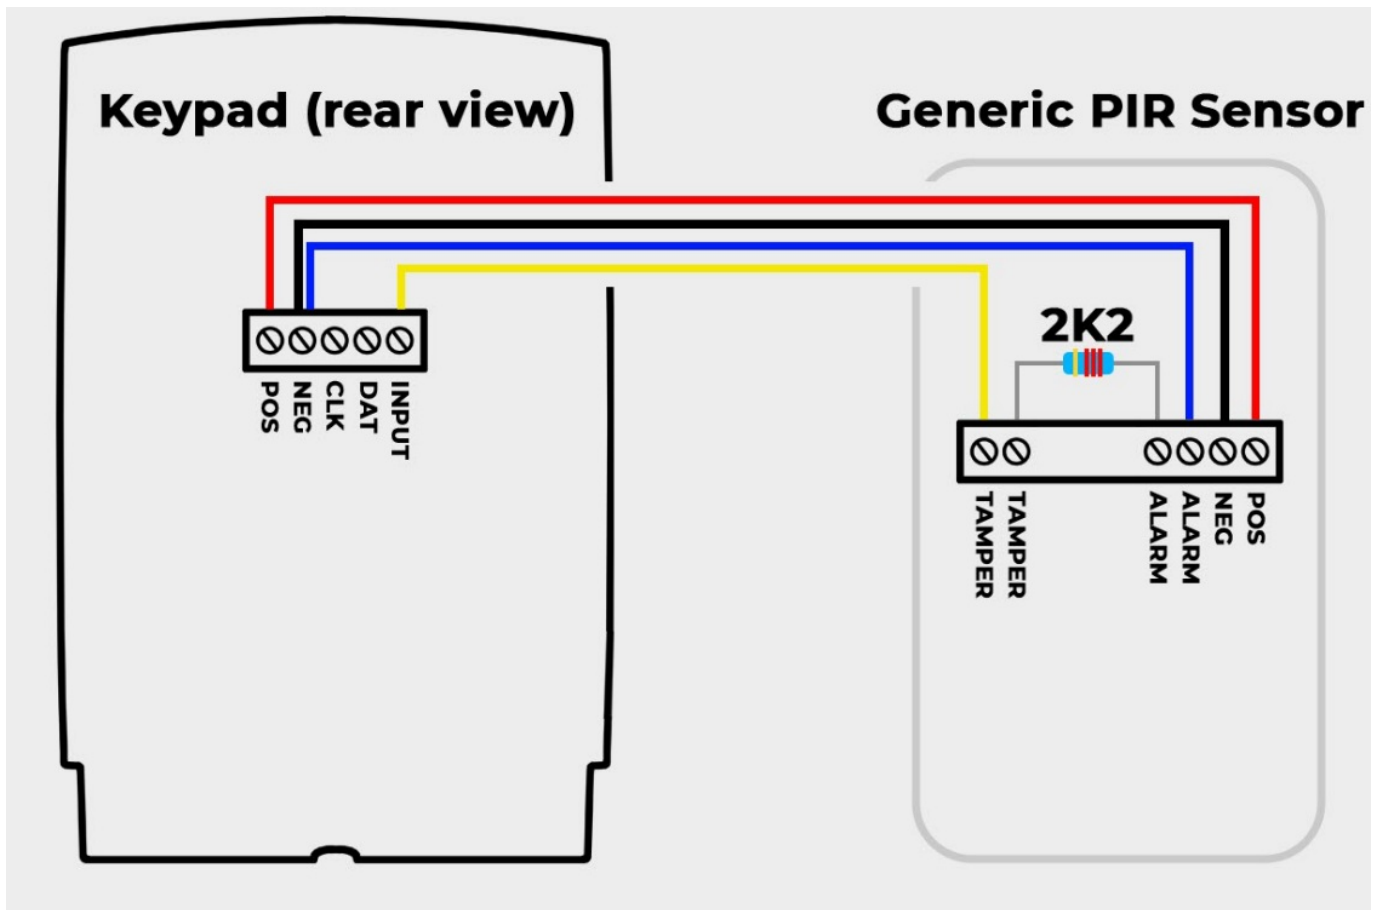 Keypad (rear view)
Generic PIR Sensor
2K2
POS
NEG
CLK
DAT
INPUT
TAMPER
TAMPER
ALARM
ALARM
NEG
POS